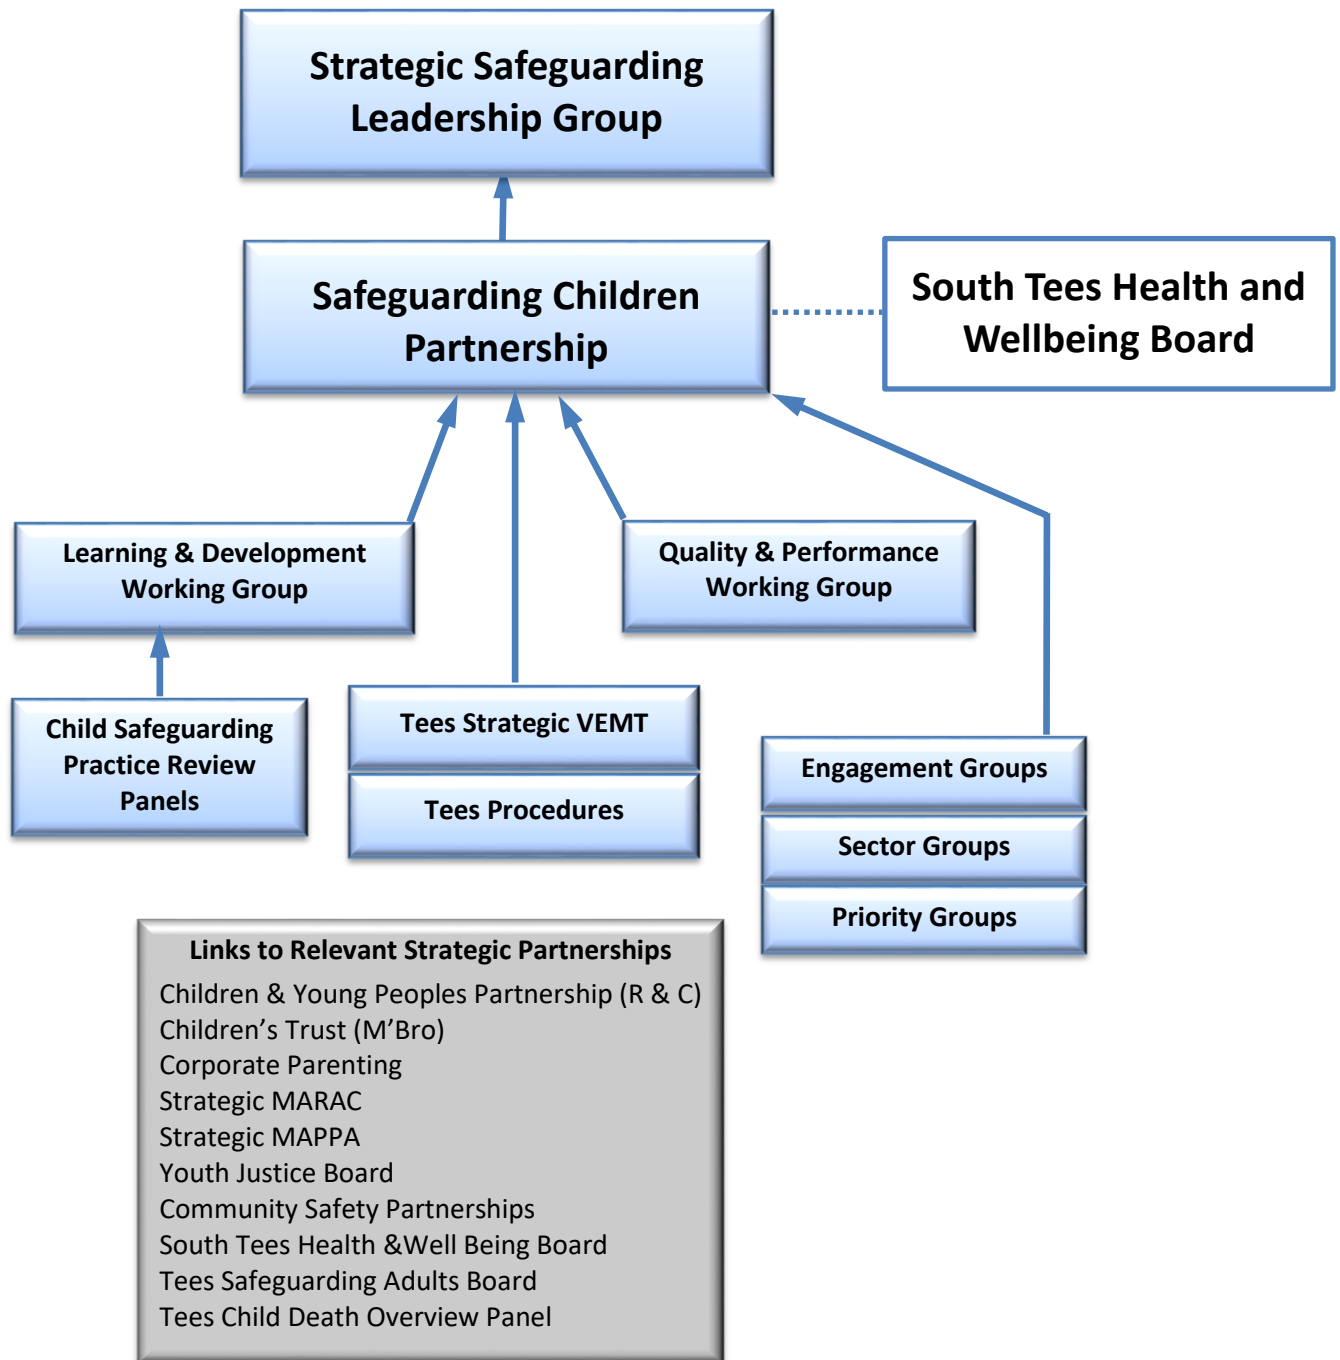 Strategic Safeguarding
Leadership Group
Safeguarding Children
Partnership
South Tees Health and
Wellbeing Board
Learning & Development
Working Group
Quality & Performance
Working Group
Child Safeguarding
Practice Review
Panels
Tees Strategic VEMT
Tees Procedures
Engagement Groups
Sector Groups
Priority Groups
Links to Relevant Strategic Partnerships
Children & Young Peoples Partnership (R & C)
Children’s Trust (M’Bro)
Corporate Parenting
Strategic MARAC
Strategic MAPPA
Youth Justice Board
Community Safety Partnerships
South Tees Health &Well Being Board
Tees Safeguarding Adults Board
Tees Child Death Overview Panel